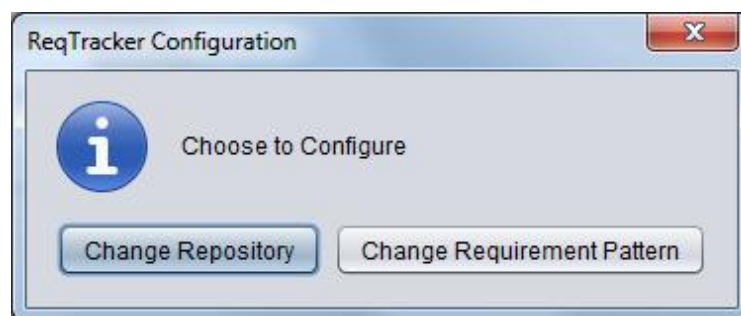 ReqTracker Configuration
Choose to Configure
Change Repository Change Requirement Pattern